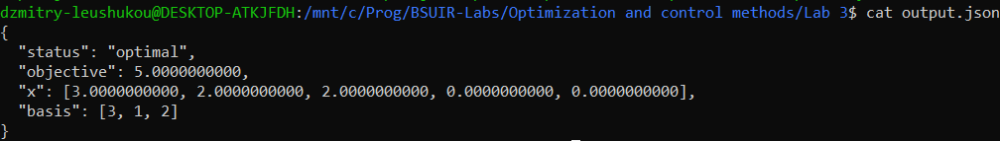 dzmitry-leushukou@DESKTOP-ATKJFDH:/mnt/c/Prog/BSUIR-Labs/Optimization and control methods/Lab 3$ cat output.json
{
  "status": "optimal",
  "objective": 5.0000000000,
  "x": [3.0000000000, 2.0000000000, 2.0000000000, 0.0000000000, 0.0000000000],
  "basis": [3, 1, 2]
}